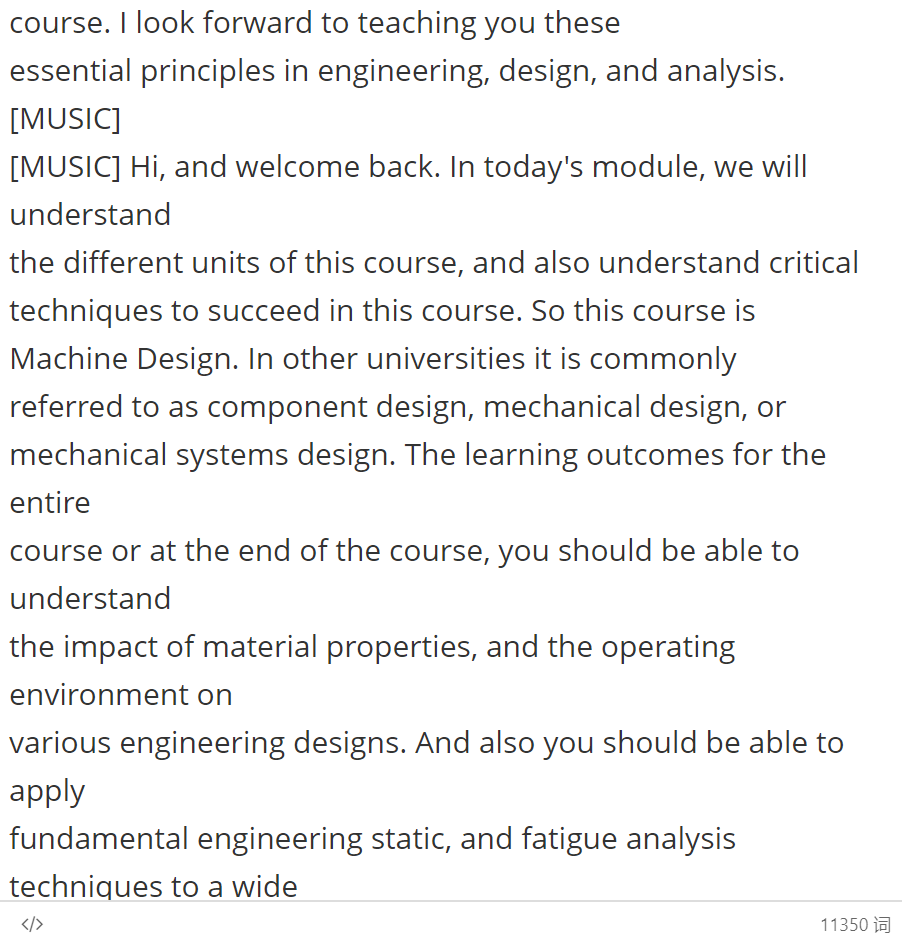 course. I look forward to teaching you these
essential principles in engineering, design, and analysis.
[MUSIC]
[MUSIC] Hi, and welcome back. In today's module, we will
understand
the different units of this course, and also understand critical
techniques to succeed in this course. So this course is
Machine Design. In other universities it is commonly
referred to as component design, mechanical design, or
mechanical systems design. The learning outcomes for the
entire
course or at the end of the course, you should be able to
understand
the impact of material properties, and the operating
environment on
various engineering designs. And also you should be able to
apply
fundamental engineering static, and fatigue analysis
techniques to a wide
</> 11350 词